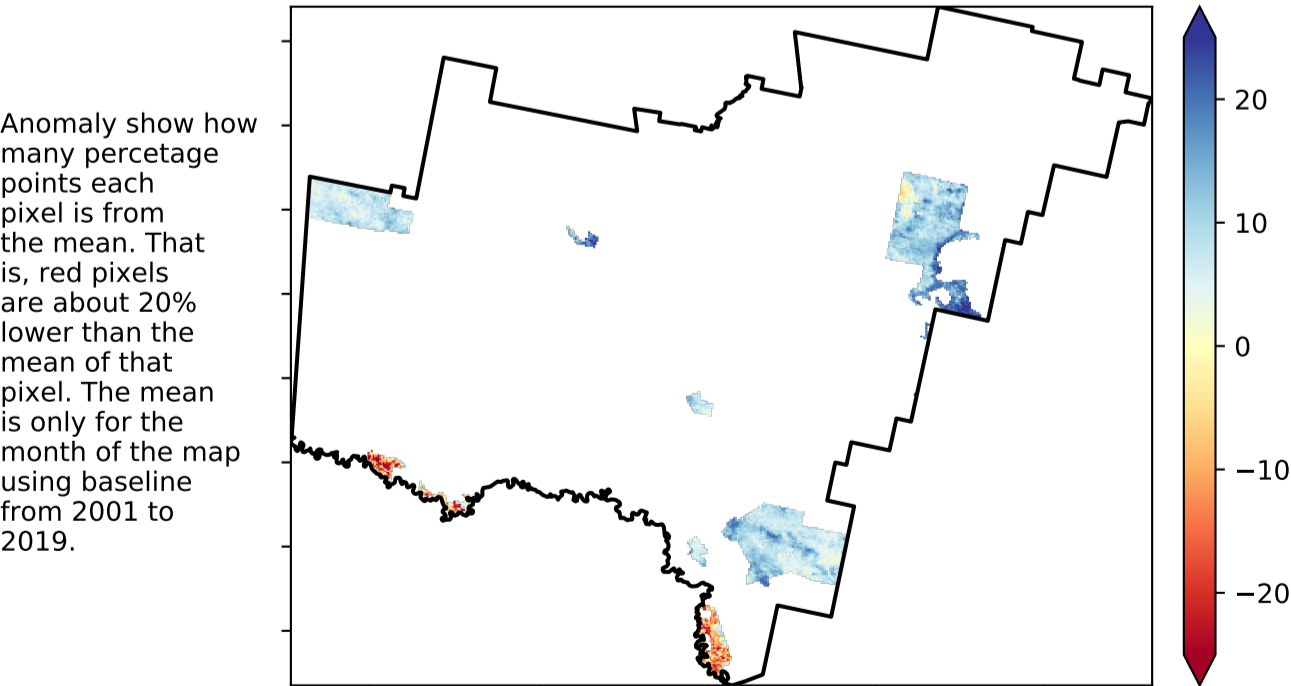 Anomaly show how
many percetage
points each
pixel is from
the mean. That
is, red pixels
are about 20%
lower than the
mean of that
pixel. The mean
is only for the
month of the map
using baseline
from 2001 to
2019.
20
10
0
−10
−20